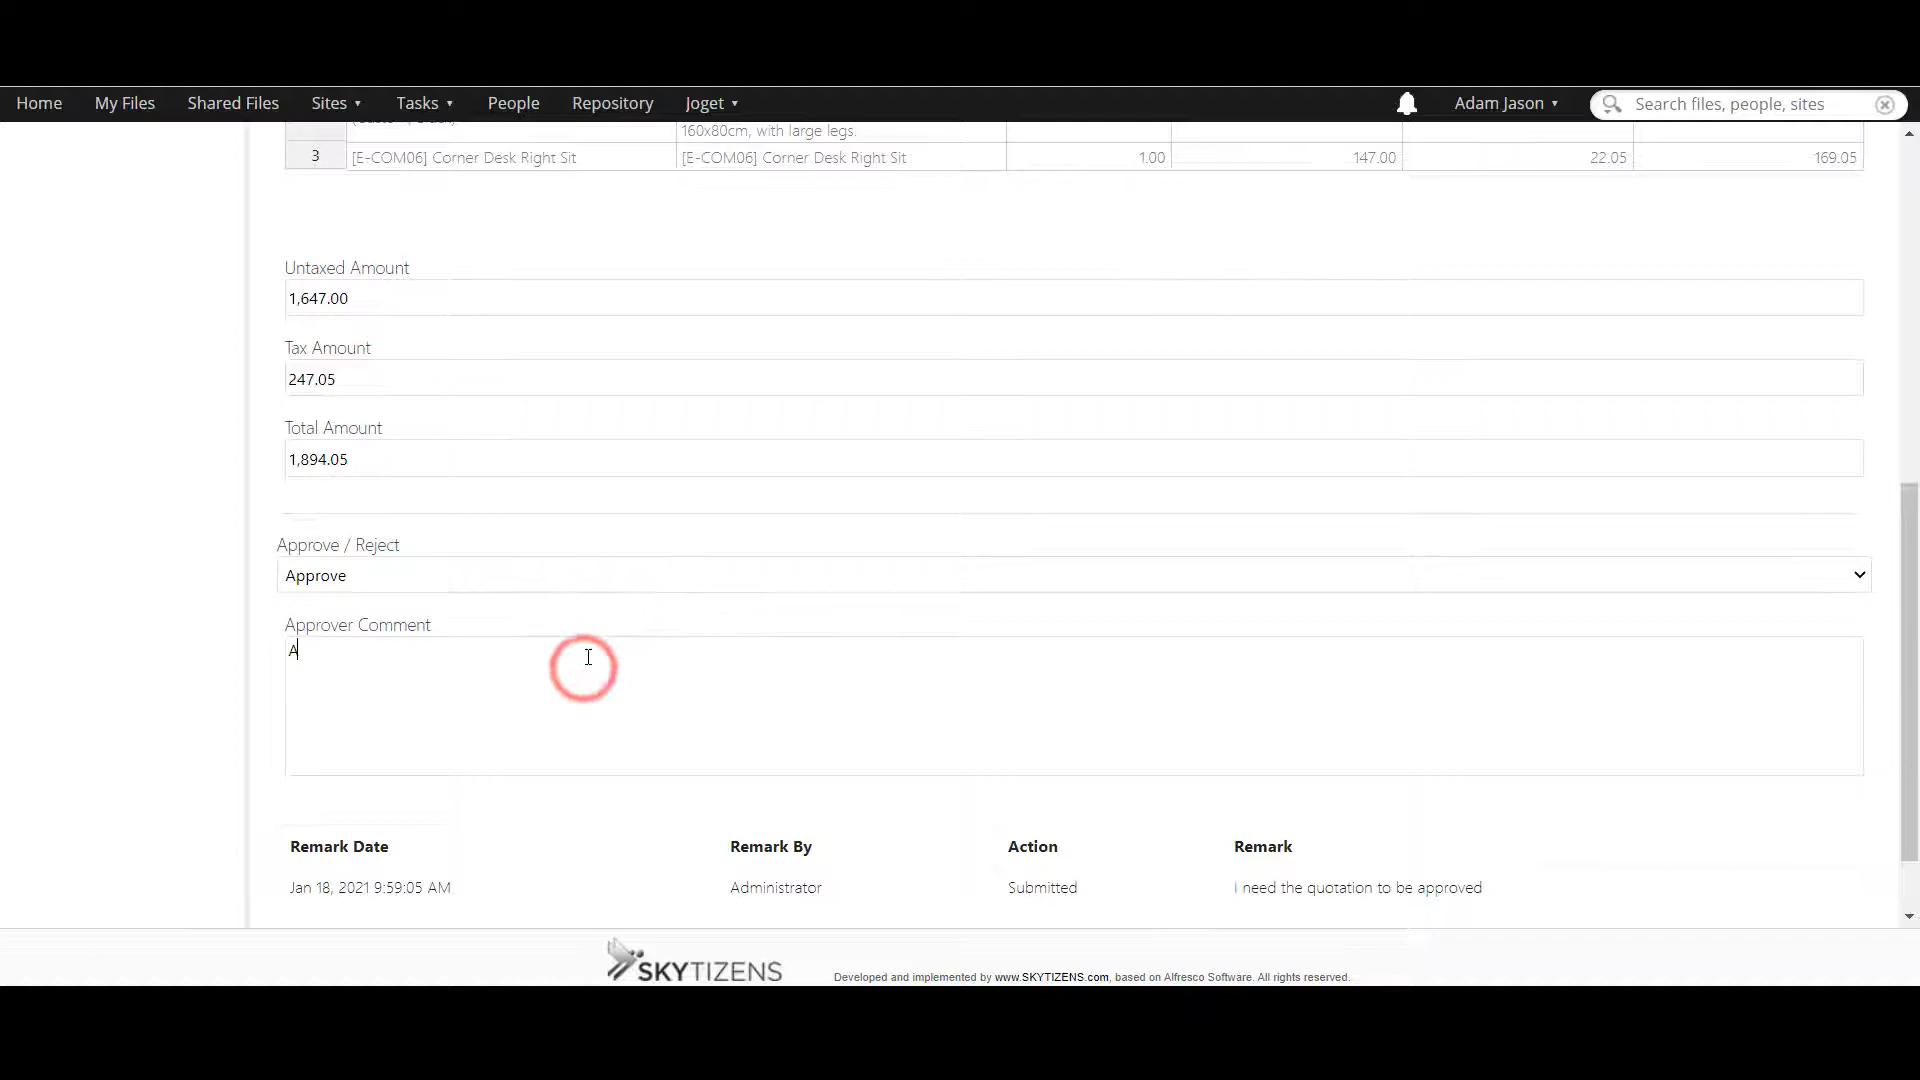 Home My Files Shared Files Sites Tasks People Repository Joget Adam Jason Search files, people, sites
160x80cm, with large legs.
3 [E-COM06] Corner Desk Right Sit [E-COM06] Corner Desk Right Sit 1.00 147.00 22.05 169.05
Untaxed Amount
1,647.00
Tax Amount
247.05
Total Amount
1,894.05
Approve / Reject
Approve
Approver Comment
A
Remark Date Remark By Action Remark
Jan 18, 2021 9:59:05 AM Administrator Submitted I need the quotation to be approved
SKYTIZENS Developed and implemented by www.SKYTIZENS.com, based on Alfresco Software. All rights reserved.